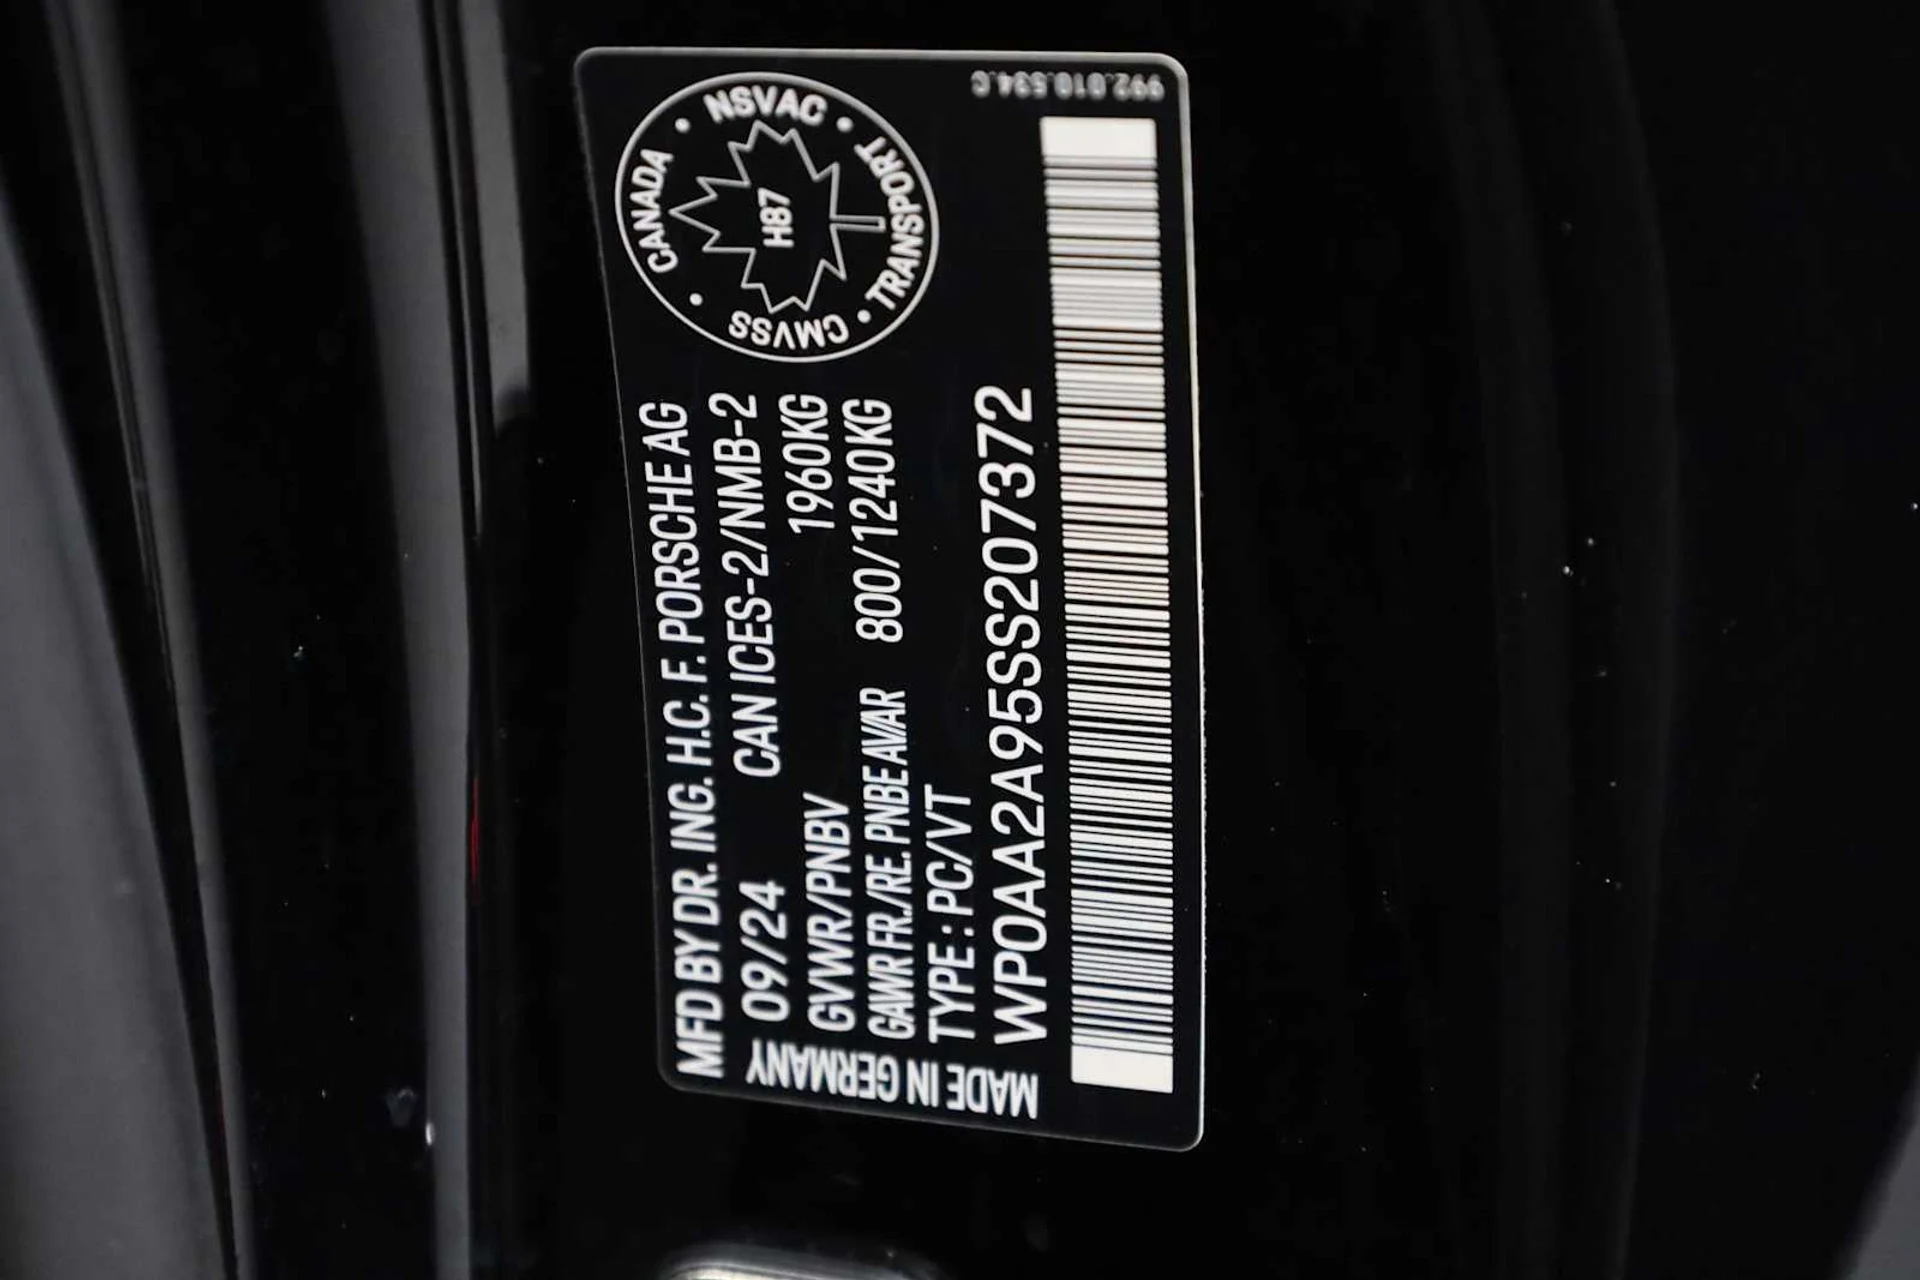 MFD BY DR. ING. H.C. F. PORSCHE AG
09/24 CAN ICES-2/NMB-2
GVWR/PNBV 1960KG
GAWR FR./RE. PNBE AV/AR 800/1240KG
TYPE: PC/VT
WP0AA2A95SS207372
MADE IN GERMANY
CANADA • NSVAC • TRANSPORT • CMVSS •
H87
992.010.534.C